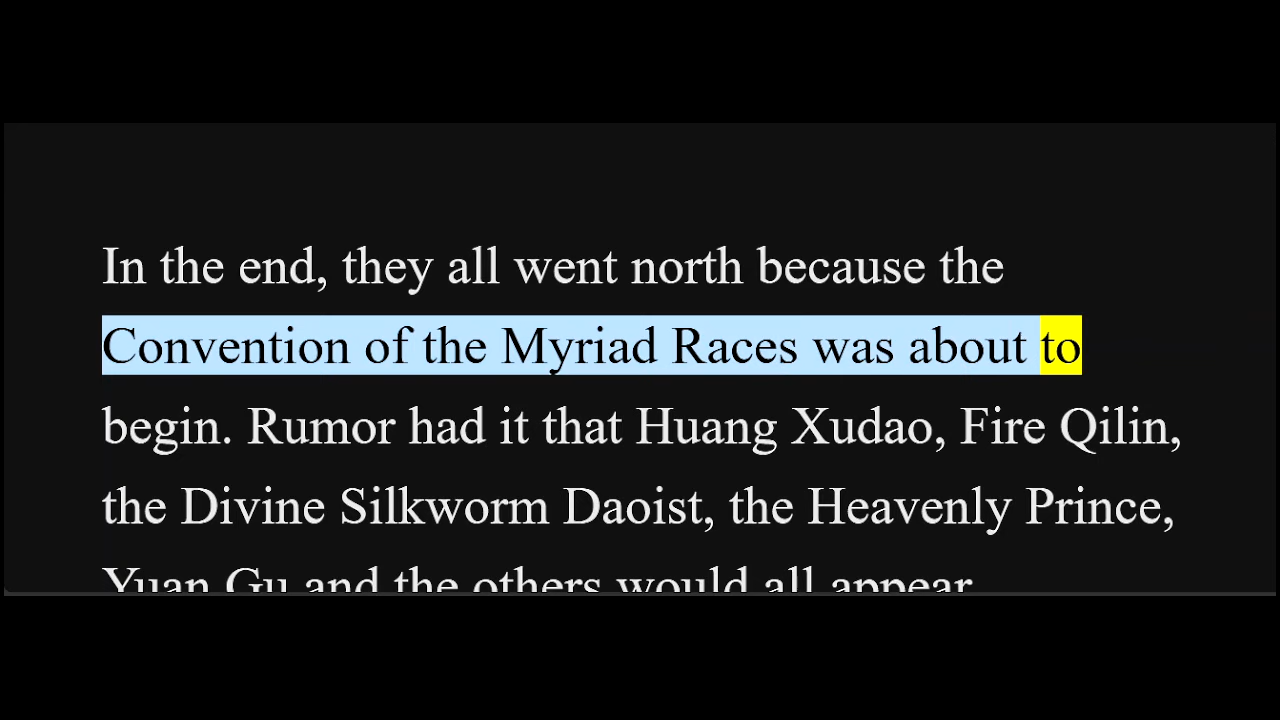 In the end, they all went north because the
Convention of the Myriad Races was about to
begin. Rumor had it that Huang Xudao, Fire Qilin,
the Divine Silkworm Daoist, the Heavenly Prince,
Yuan Gu and the others would all appear